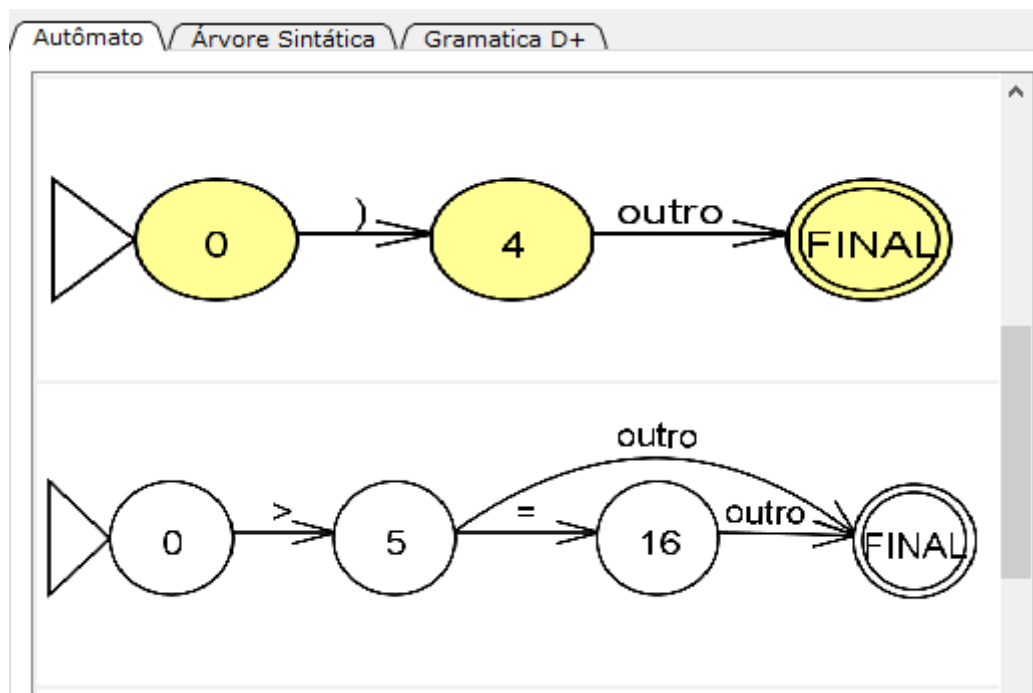 Autômato Árvore Sintática Gramatica D+
) outro
0 4 FINAL
outro
> = outro
0 5 16 FINAL